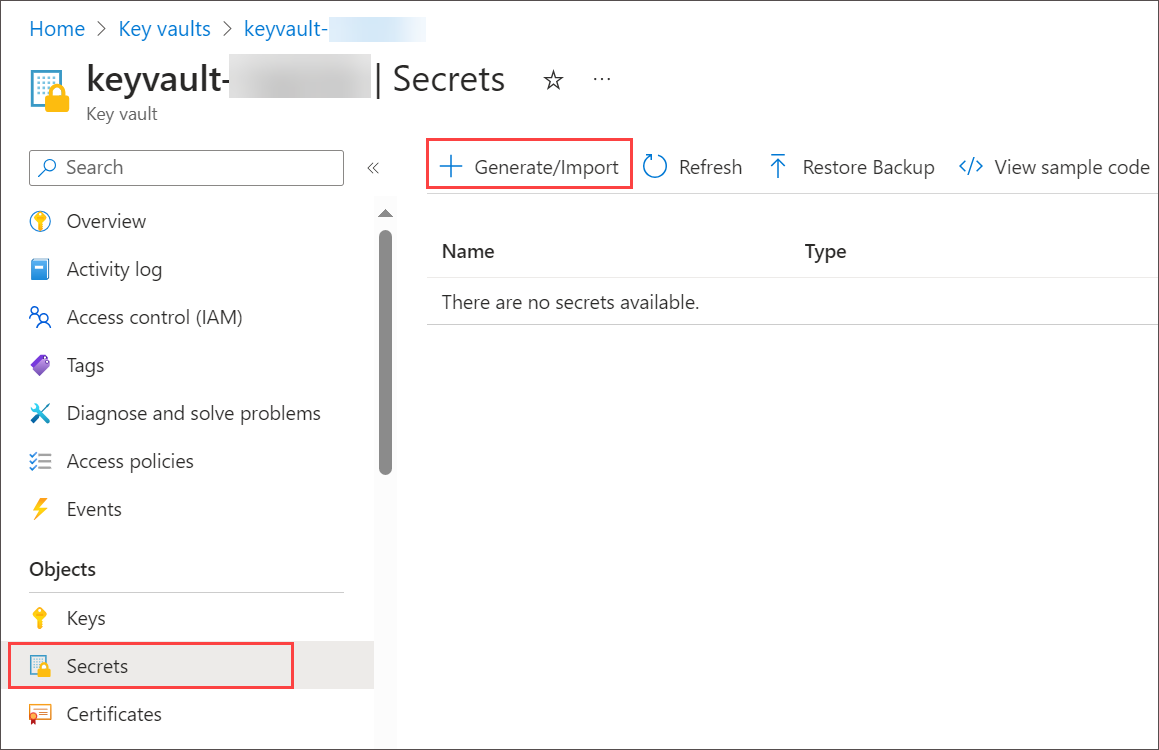 Home > Key vaults > keyvault-
keyvault- | Secrets ☆ ...
Key vault
Search «
Generate/Import Refresh Restore Backup View sample code
Overview
Activity log
Access control (IAM)
Tags
Diagnose and solve problems
Access policies
Events
Objects
Keys
Secrets
Certificates
Name Type
There are no secrets available.